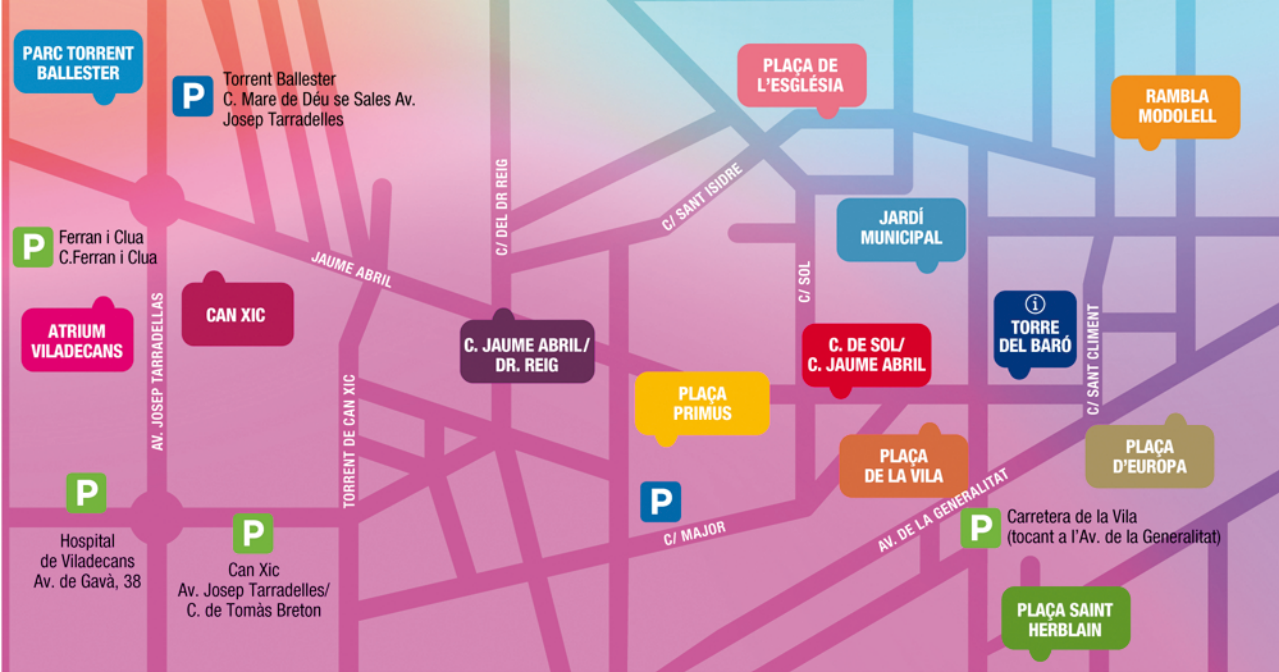 PARC TORRENT
BALLESTER
P
Torrent Ballester
C. Mare de Déu se Sales Av.
Josep Tarradelles
PLAÇA DE
L'ESGLÉSIA
RAMBLA
MODOLELL
C/ DEL DR REIG
C/ SANT ISIDRE
JARDÍ
MUNICIPAL
P
Ferran i Clua
C.Ferran i Clua
JAUME ABRIL
C/ SOL
ATRIUM
VILADECANS
CAN XIC
AV. JOSEP TARRADELLAS
C. JAUME ABRIL/
DR. REIG
C. DE SOL/
C. JAUME ABRIL
i
TORRE
DEL BARÓ
C/ SANT CLIMENT
TORRENT DE CAN XIC
PLAÇA
PRIMUS
PLAÇA
DE LA VILA
PLAÇA
D'EUROPA
P
Hospital
de Viladecans
Av. de Gavà, 38
P
Can Xic
Av. Josep Tarradelles/
C. de Tomàs Breton
P
C/ MAJOR
AV. DE LA GENERALITAT
P
Carretera de la Vila
(tocant a l'Av. de la Generalitat)
PLAÇA SAINT
HERBLAIN